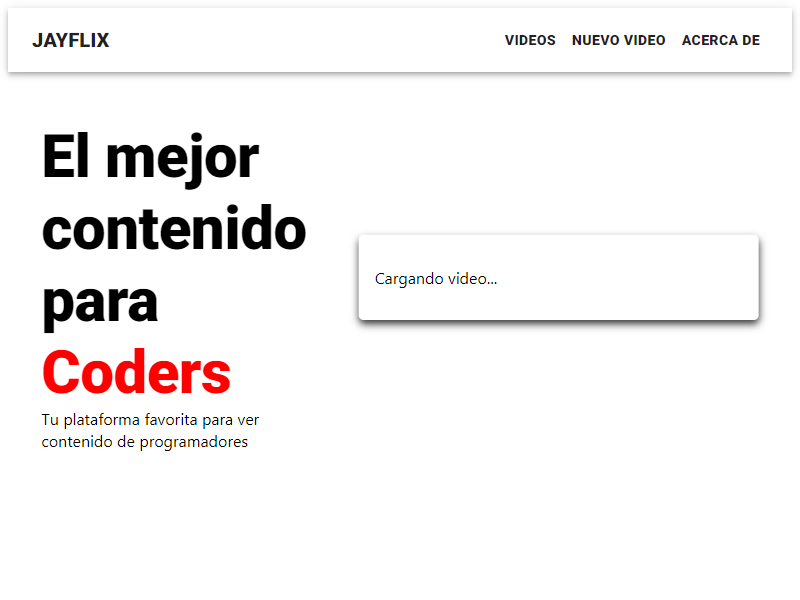 JAYFLIX
VIDEOS NUEVO VIDEO ACERCA DE
El mejor
contenido
para
Coders
Tu plataforma favorita para ver
contenido de programadores
Cargando video...